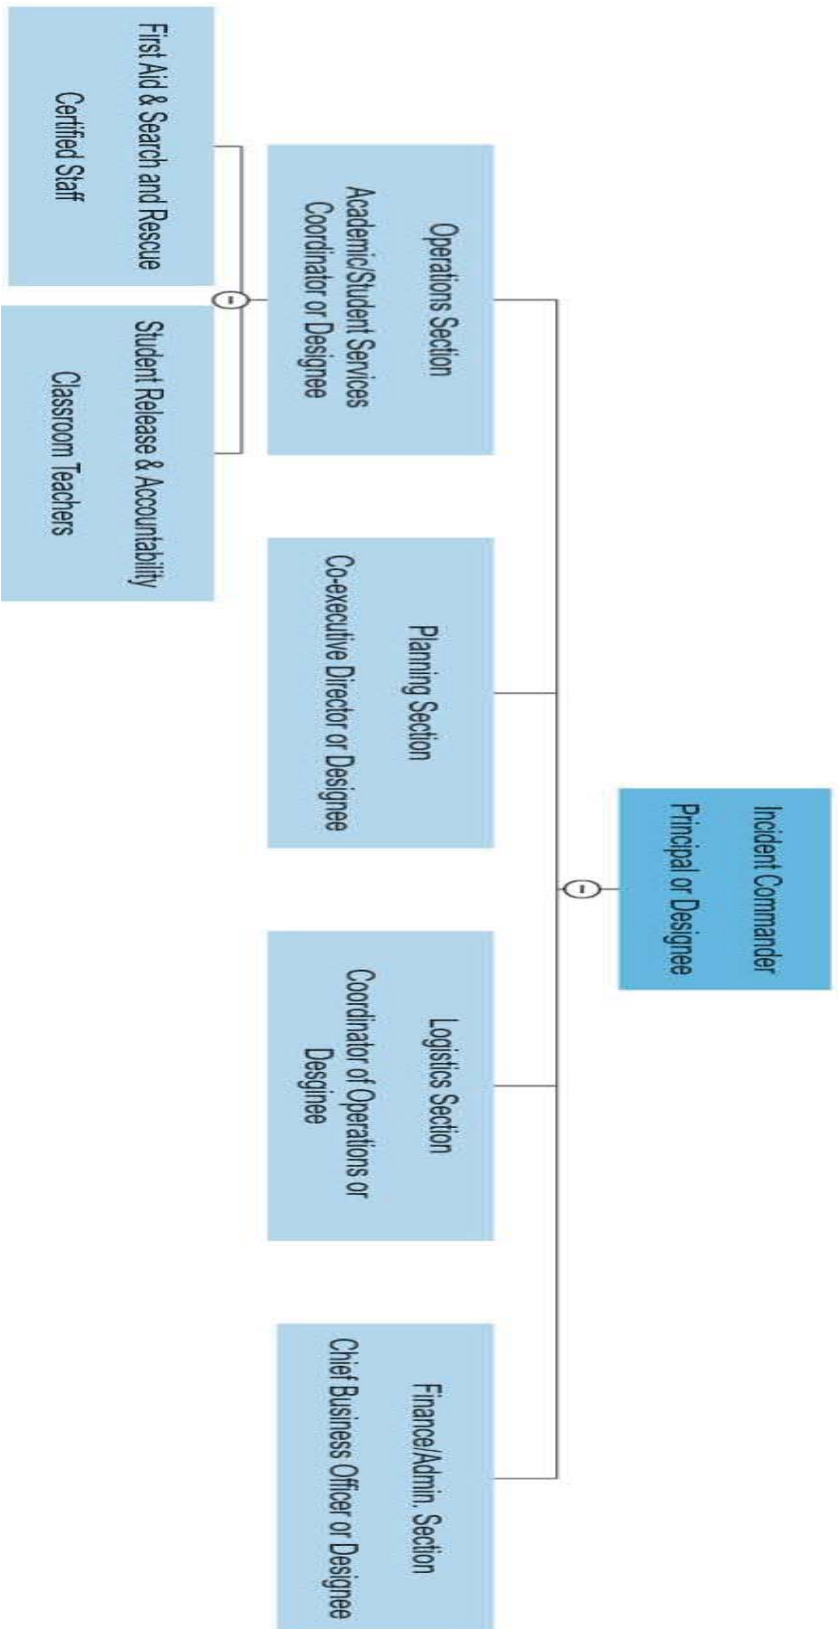 Incident Commander
Principal or Designee
Operations Section
Academic/Student Services
Coordinator or Designee
Planning Section
Co-executive Director or Designee
Logistics Section
Coordinator of Operations or
Desginee
Finance/Admin. Section
Chief Business Officer or Designee
First Aid & Search and Rescue
Certified Staff
Student Release & Accountability
Classroom Teachers